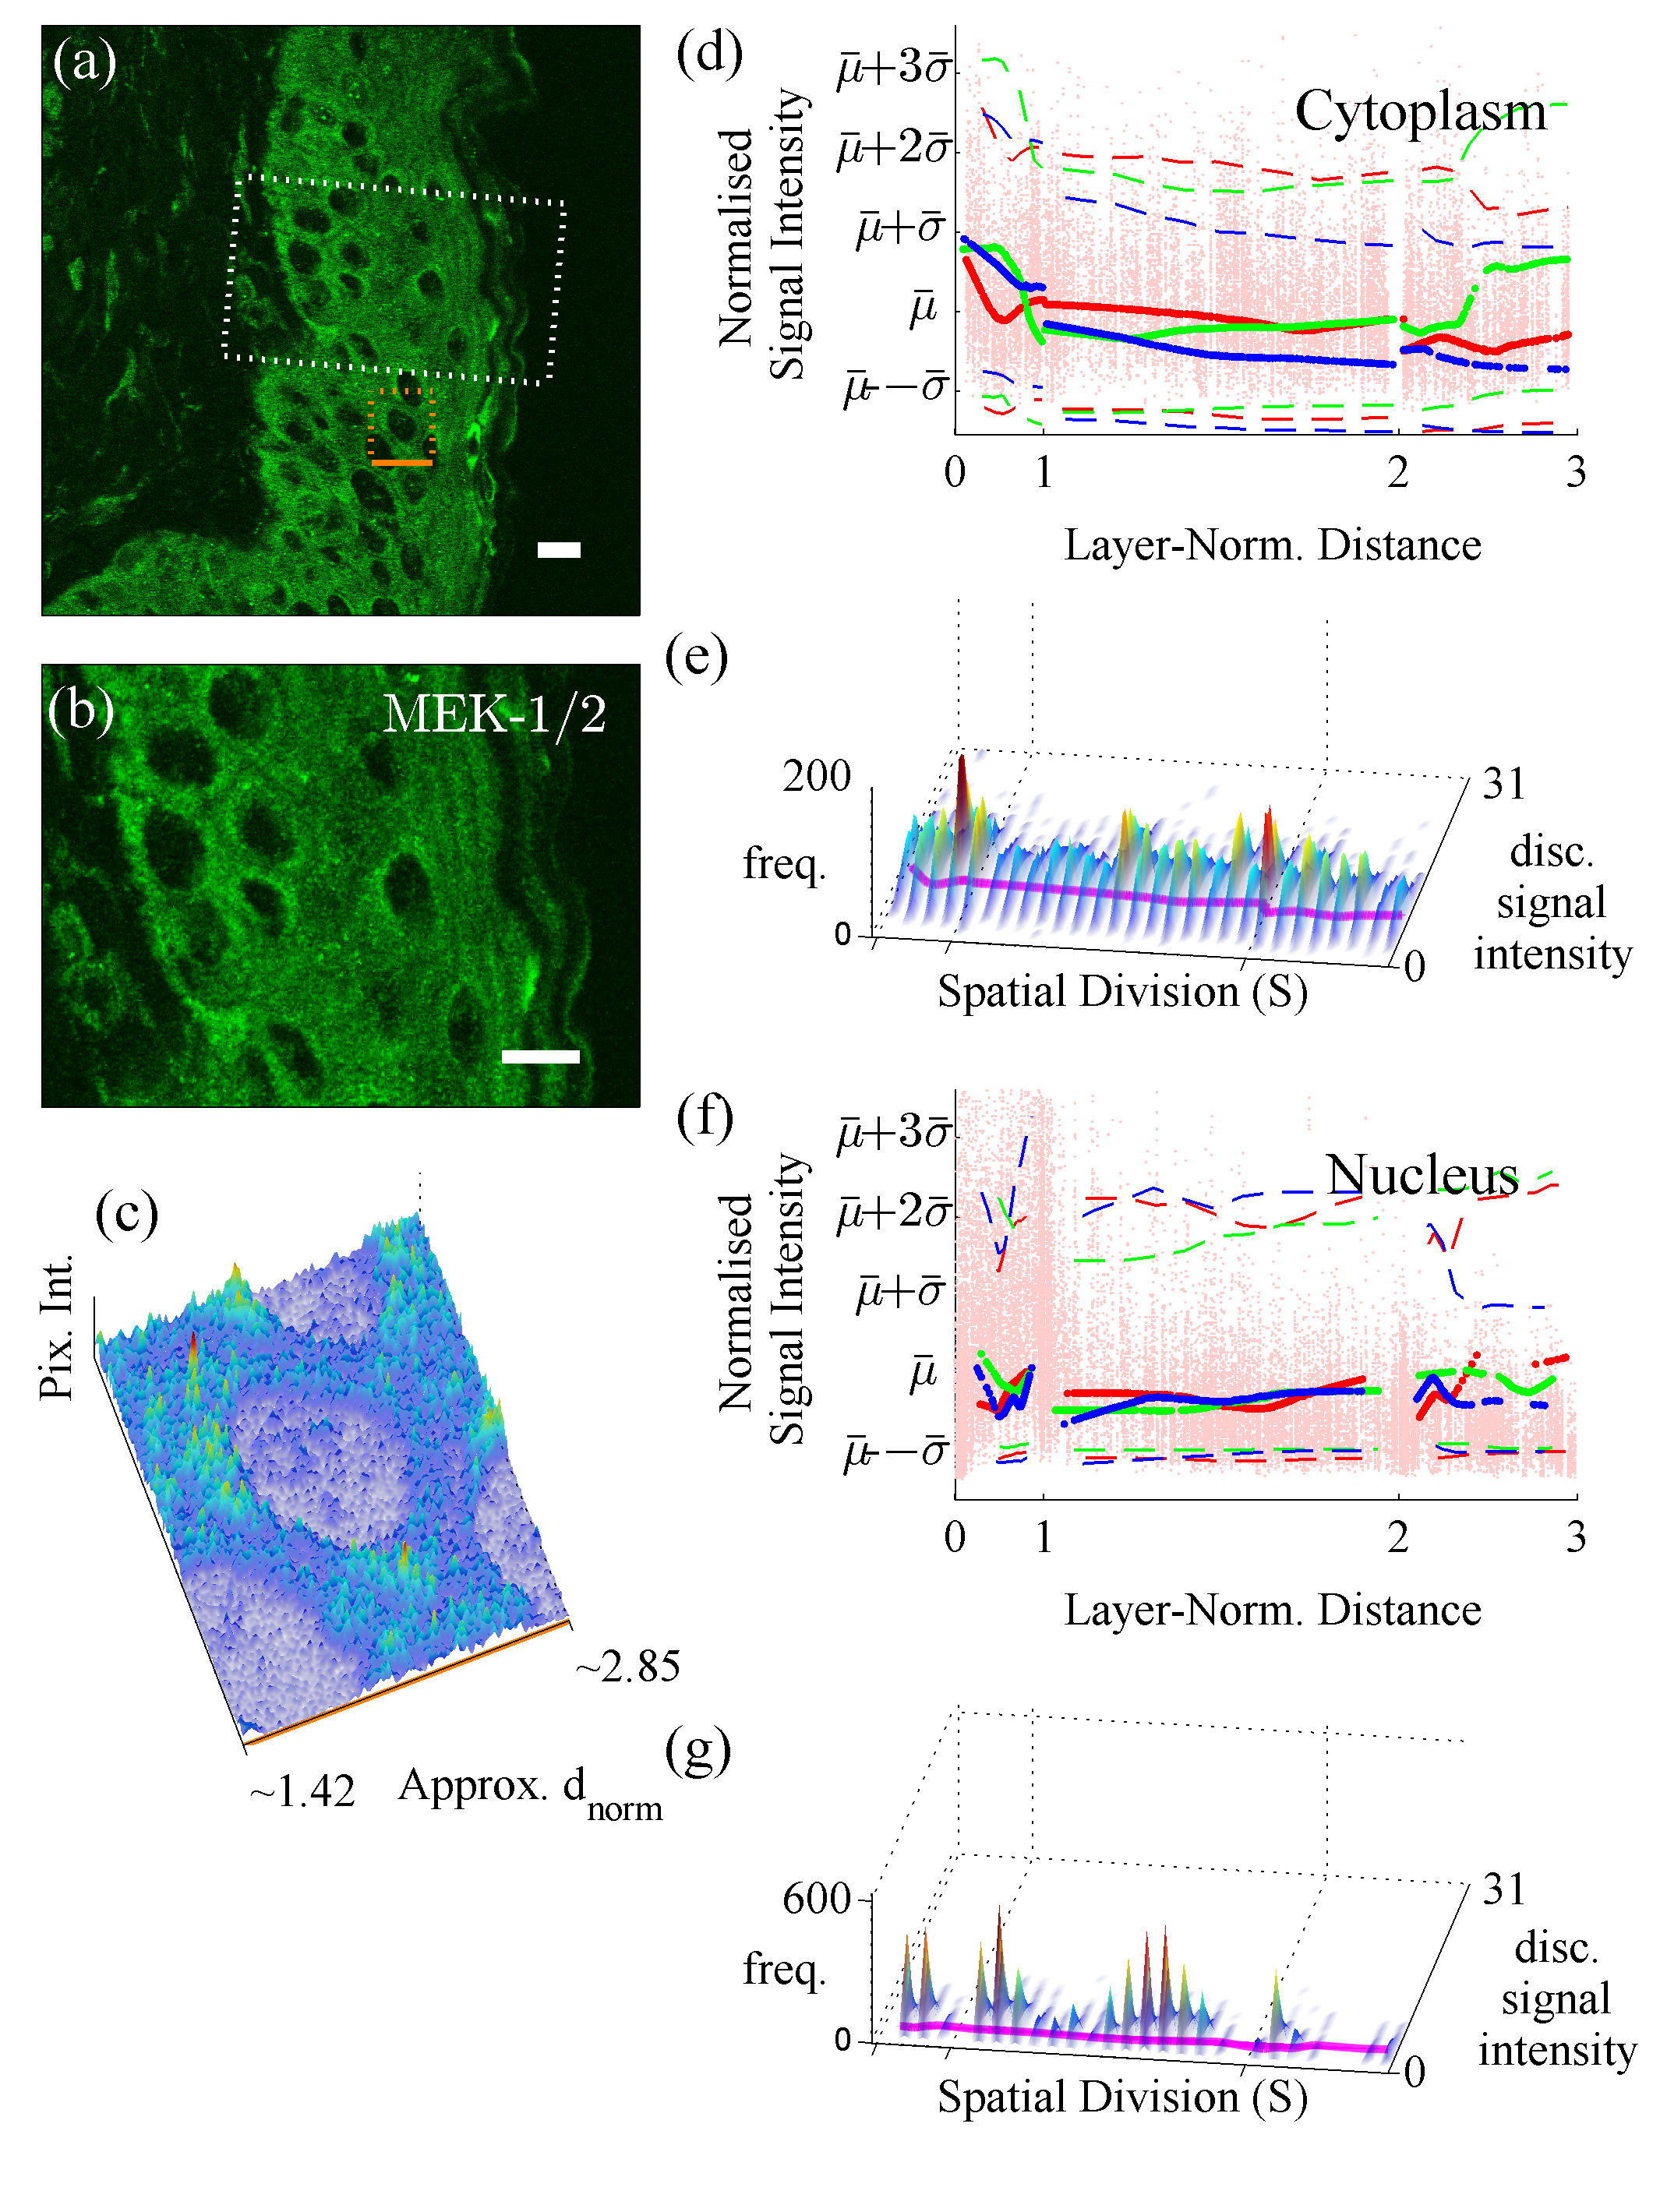 (a)
(b)
MEK-1/2
(c)
Pix. Int.
~1.42
~2.85
Approx. d_norm
(d)
Cytoplasm
Normalised
Signal Intensity
μ̄+3σ̄
μ̄+2σ̄
μ̄+σ̄
μ̄
μ̄-−σ̄
0 1 2 3
Layer-Norm. Distance
(e)
200
freq.
0
31
disc.
signal
intensity
0
Spatial Division (S)
(f)
Nucleus
Normalised
Signal Intensity
μ̄+3σ̄
μ̄+2σ̄
μ̄+σ̄
μ̄
μ̄-−σ̄
0 1 2 3
Layer-Norm. Distance
(g)
600
freq.
0
31
disc.
signal
intensity
0
Spatial Division (S)